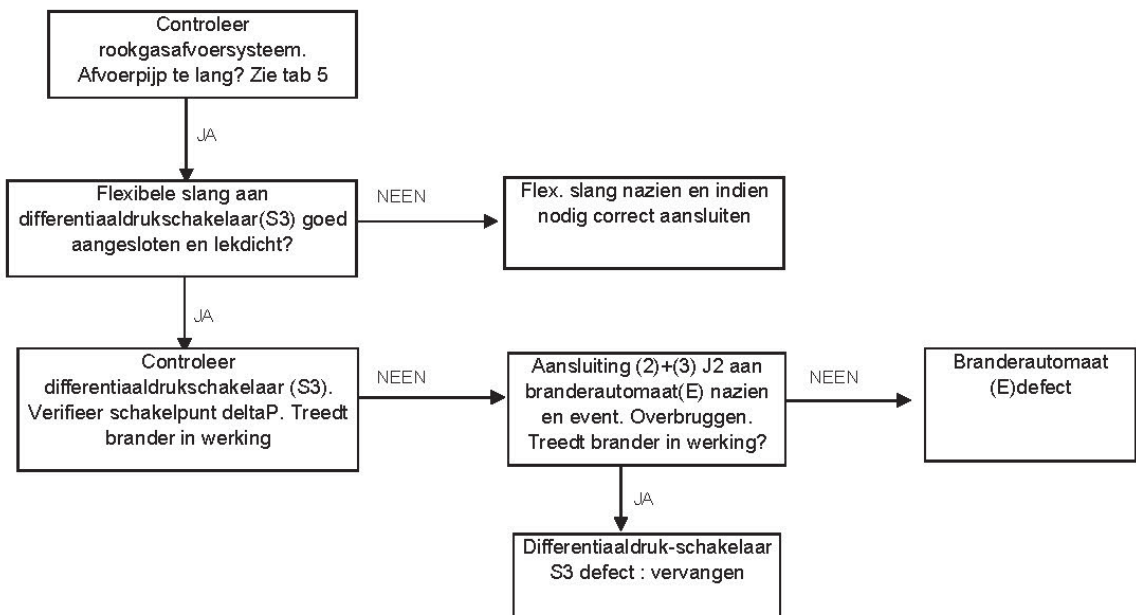 Controleer
rookgasafvoersysteem.
Afvoerpijp te lang? Zie tab 5
JA
Flexibele slang aan
differentiaaldrukschakelaar(S3) goed
aangesloten en lekdicht?
NEEN
Flex. slang nazien en indien
nodig correct aansluiten
JA
Controleer
differentiaaldrukschakelaar (S3).
Verifieer schakelpunt deltaP. Treedt
brander in werking
NEEN
Aansluiting (2)+(3) J2 aan
branderautomaat(E) nazien
en event. Overbruggen.
Treedt brander in werking?
NEEN
Branderautomaat
(E)defect
JA
Differentiaaldruk-schakelaar
S3 defect : vervangen